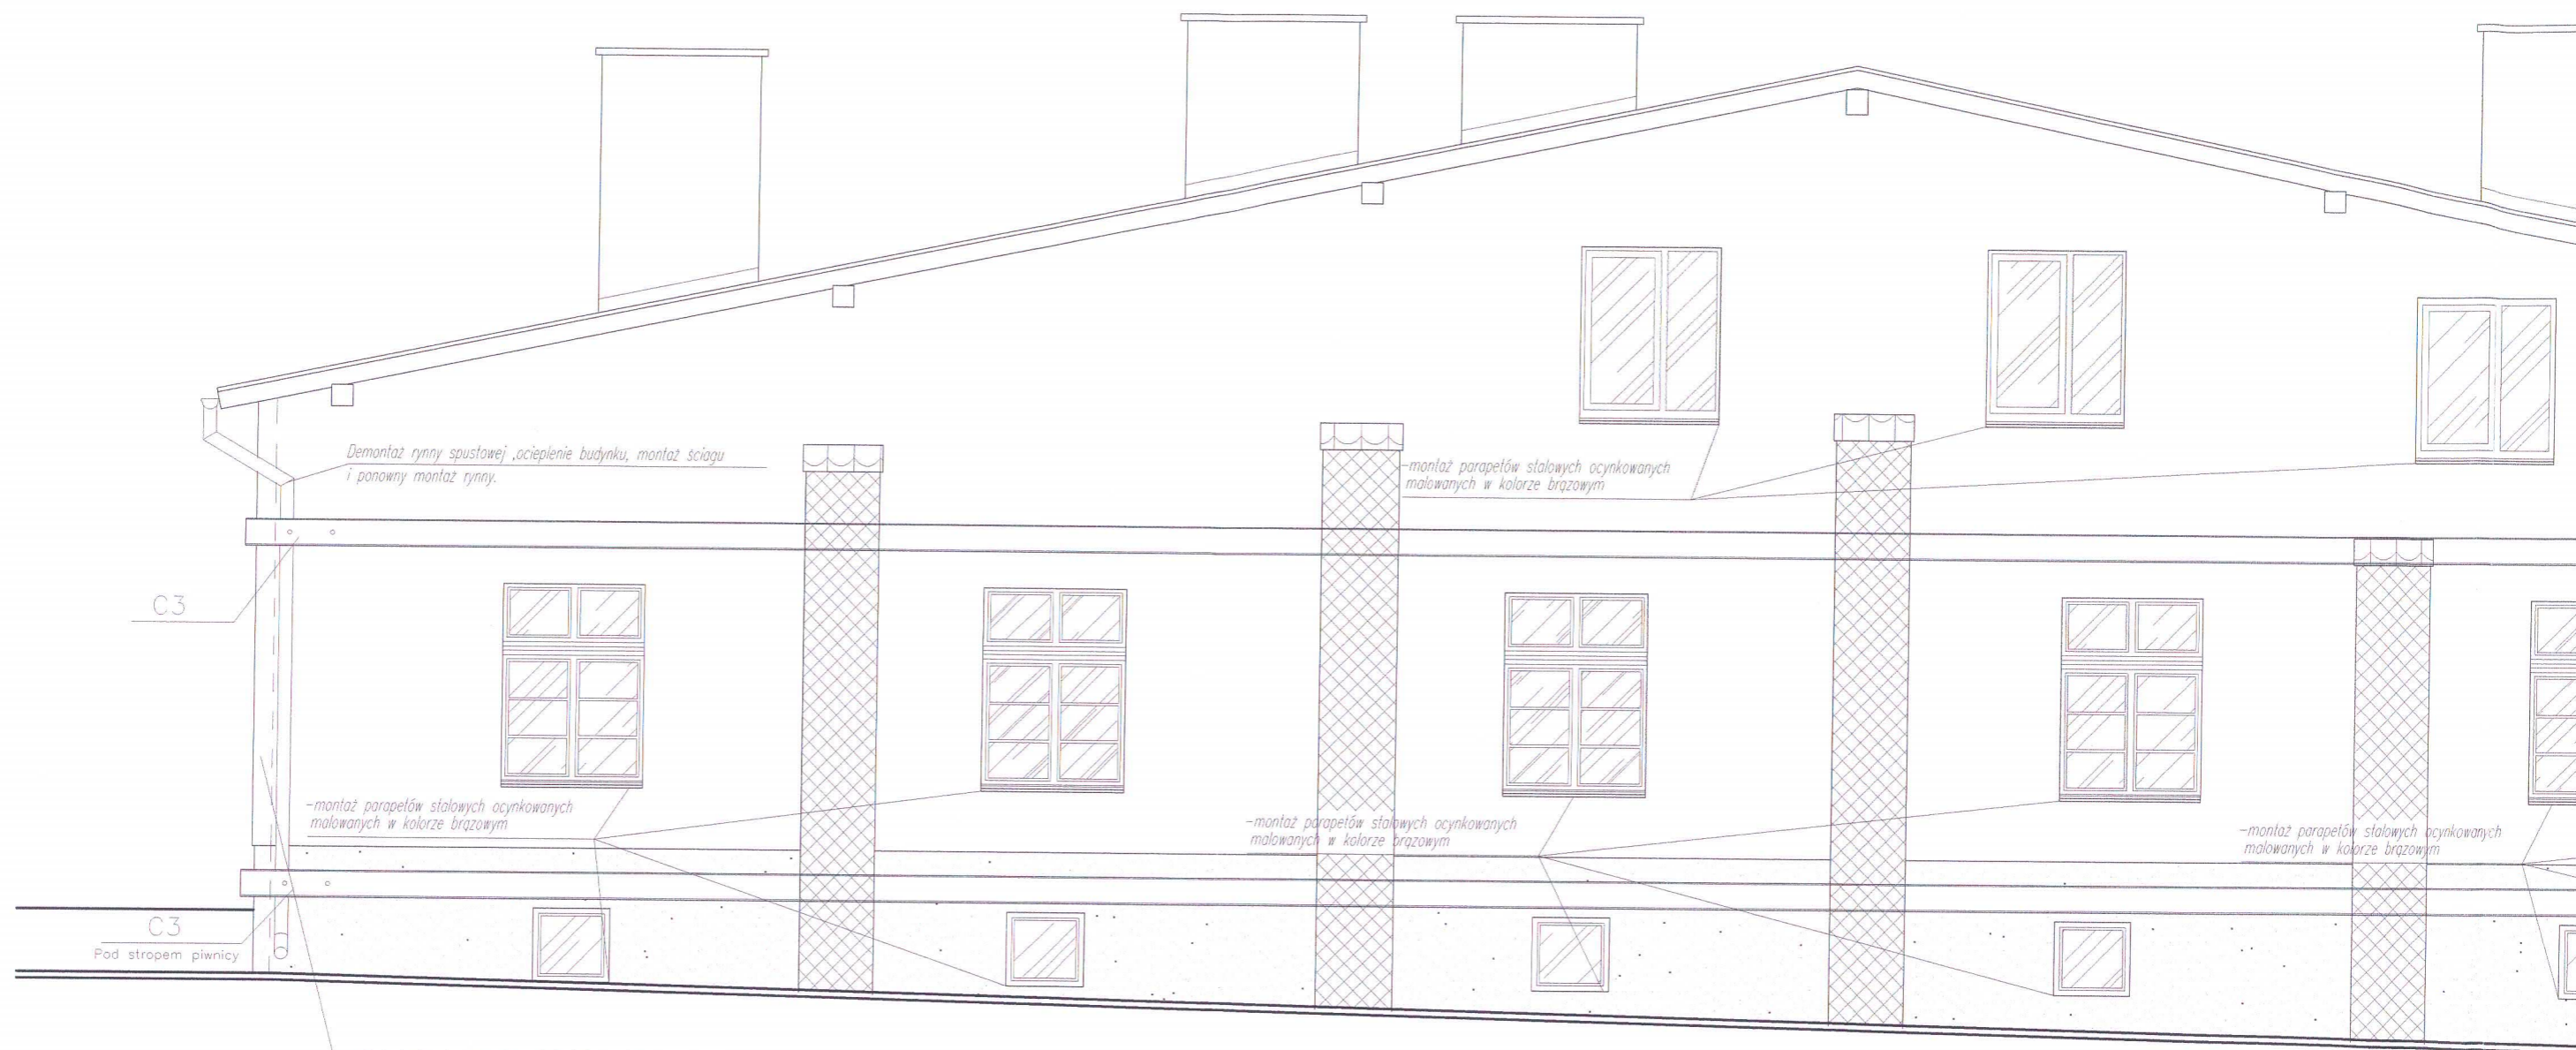 Demontaż rynny spustowej ,ocieplenie budynku, montaż ściągu
i ponowny montaż rynny.
-montaż parapetów stalowych ocynkowanych
malowanych w kolorze brązowym
C3
-montaż parapetów stalowych ocynkowanych
malowanych w kolorze brązowym
-montaż parapetów stalowych ocynkowanych
malowanych w kolorze brązowym
-montaż parapetów stalowych ocynkowanych
malowanych w kolorze brązowym
C3
Pod stropem piwnicy